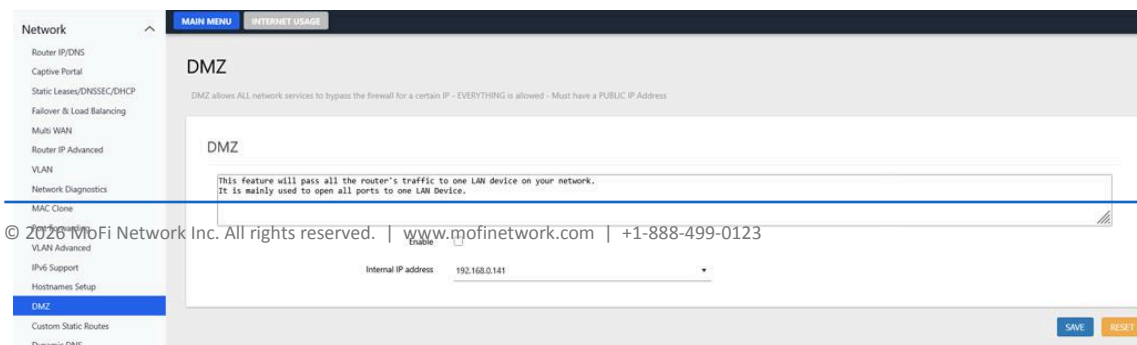 Network
Router IP/DNS
Captive Portal
Static Leases/DNSSEC/DHCP
Failover & Load Balancing
Multi WAN
Router IP Advanced
VLAN
Network Diagnostics
MAC Clone
Port Forwarding
VLAN Advanced
IPv6 Support
Hostnames Setup
DMZ
Custom Static Routes
Dynamic DNS
MAIN MENU
INTERNET USAGE
DMZ
DMZ allows ALL network services to bypass the firewall for a certain IP - EVERYTHING is allowed - Must have a PUBLIC IP Address
DMZ
This feature will pass all the router's traffic to one LAN device on your network.
It is mainly used to open all ports to one LAN Device.
Enable
Internal IP address 192.168.0.141
SAVE RESET
© 2026 MoFi Network Inc. All rights reserved. | www.mofinetwork.com | +1-888-499-0123